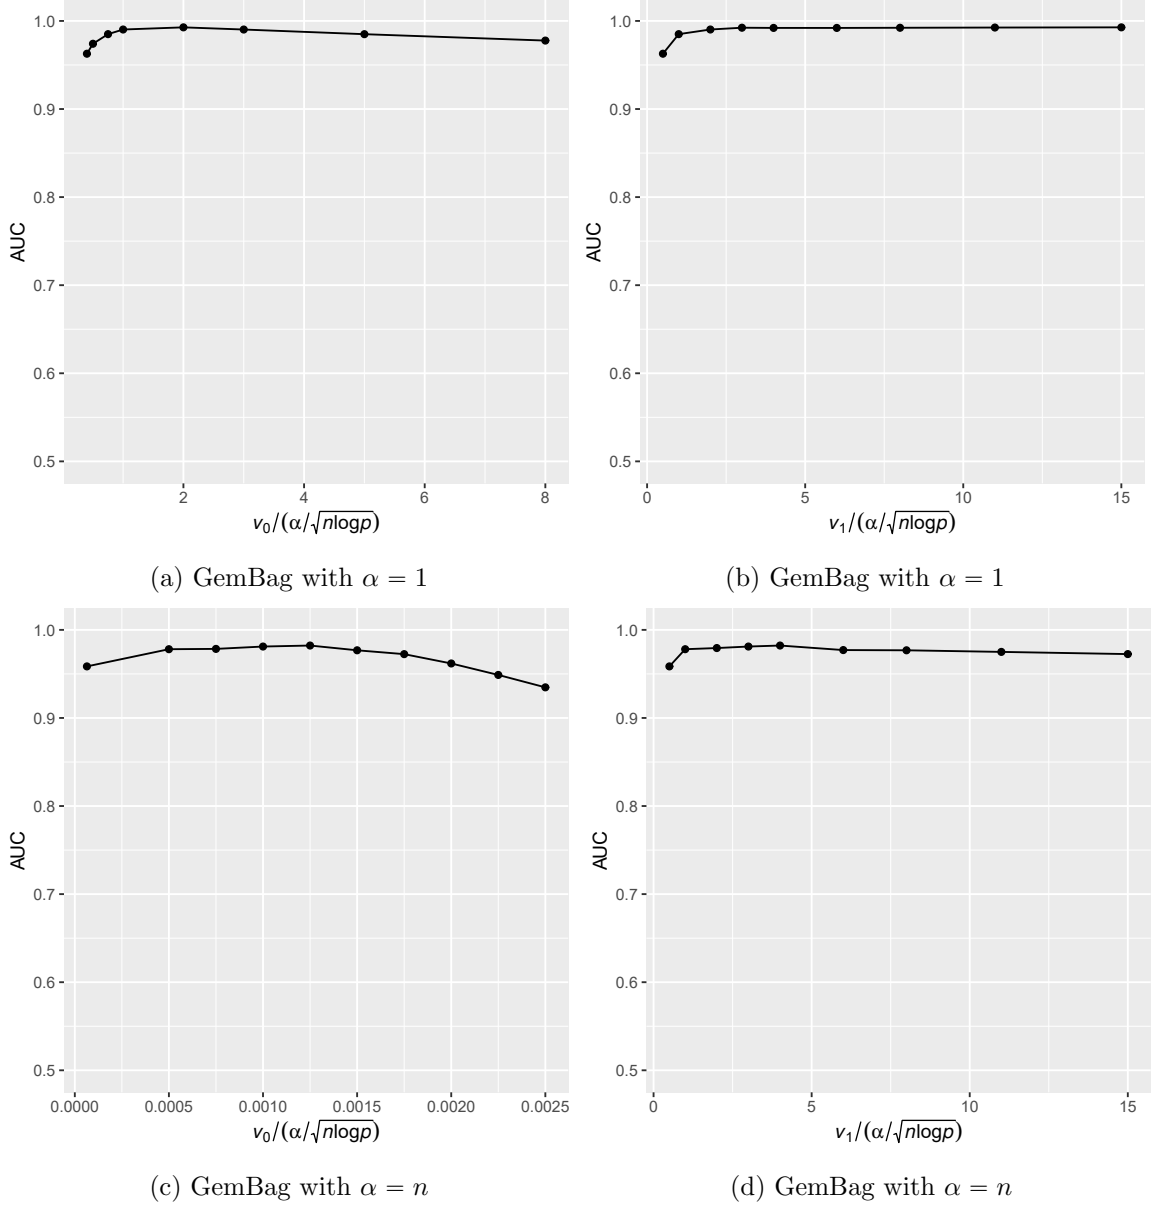 1.0
0.9
0.8
0.7
0.6
0.5
AUC
2 4 6 8
v₀/(α/√nlogp)
(a) GemBag with α = 1
1.0
0.9
0.8
0.7
0.6
0.5
AUC
0 5 10 15
v₁/(α/√nlogp)
(b) GemBag with α = 1
1.0
0.9
0.8
0.7
0.6
0.5
AUC
0.0000 0.0005 0.0010 0.0015 0.0020 0.0025
v₀/(α/√nlogp)
(c) GemBag with α = n
1.0
0.9
0.8
0.7
0.6
0.5
AUC
0 5 10 15
v₁/(α/√nlogp)
(d) GemBag with α = n